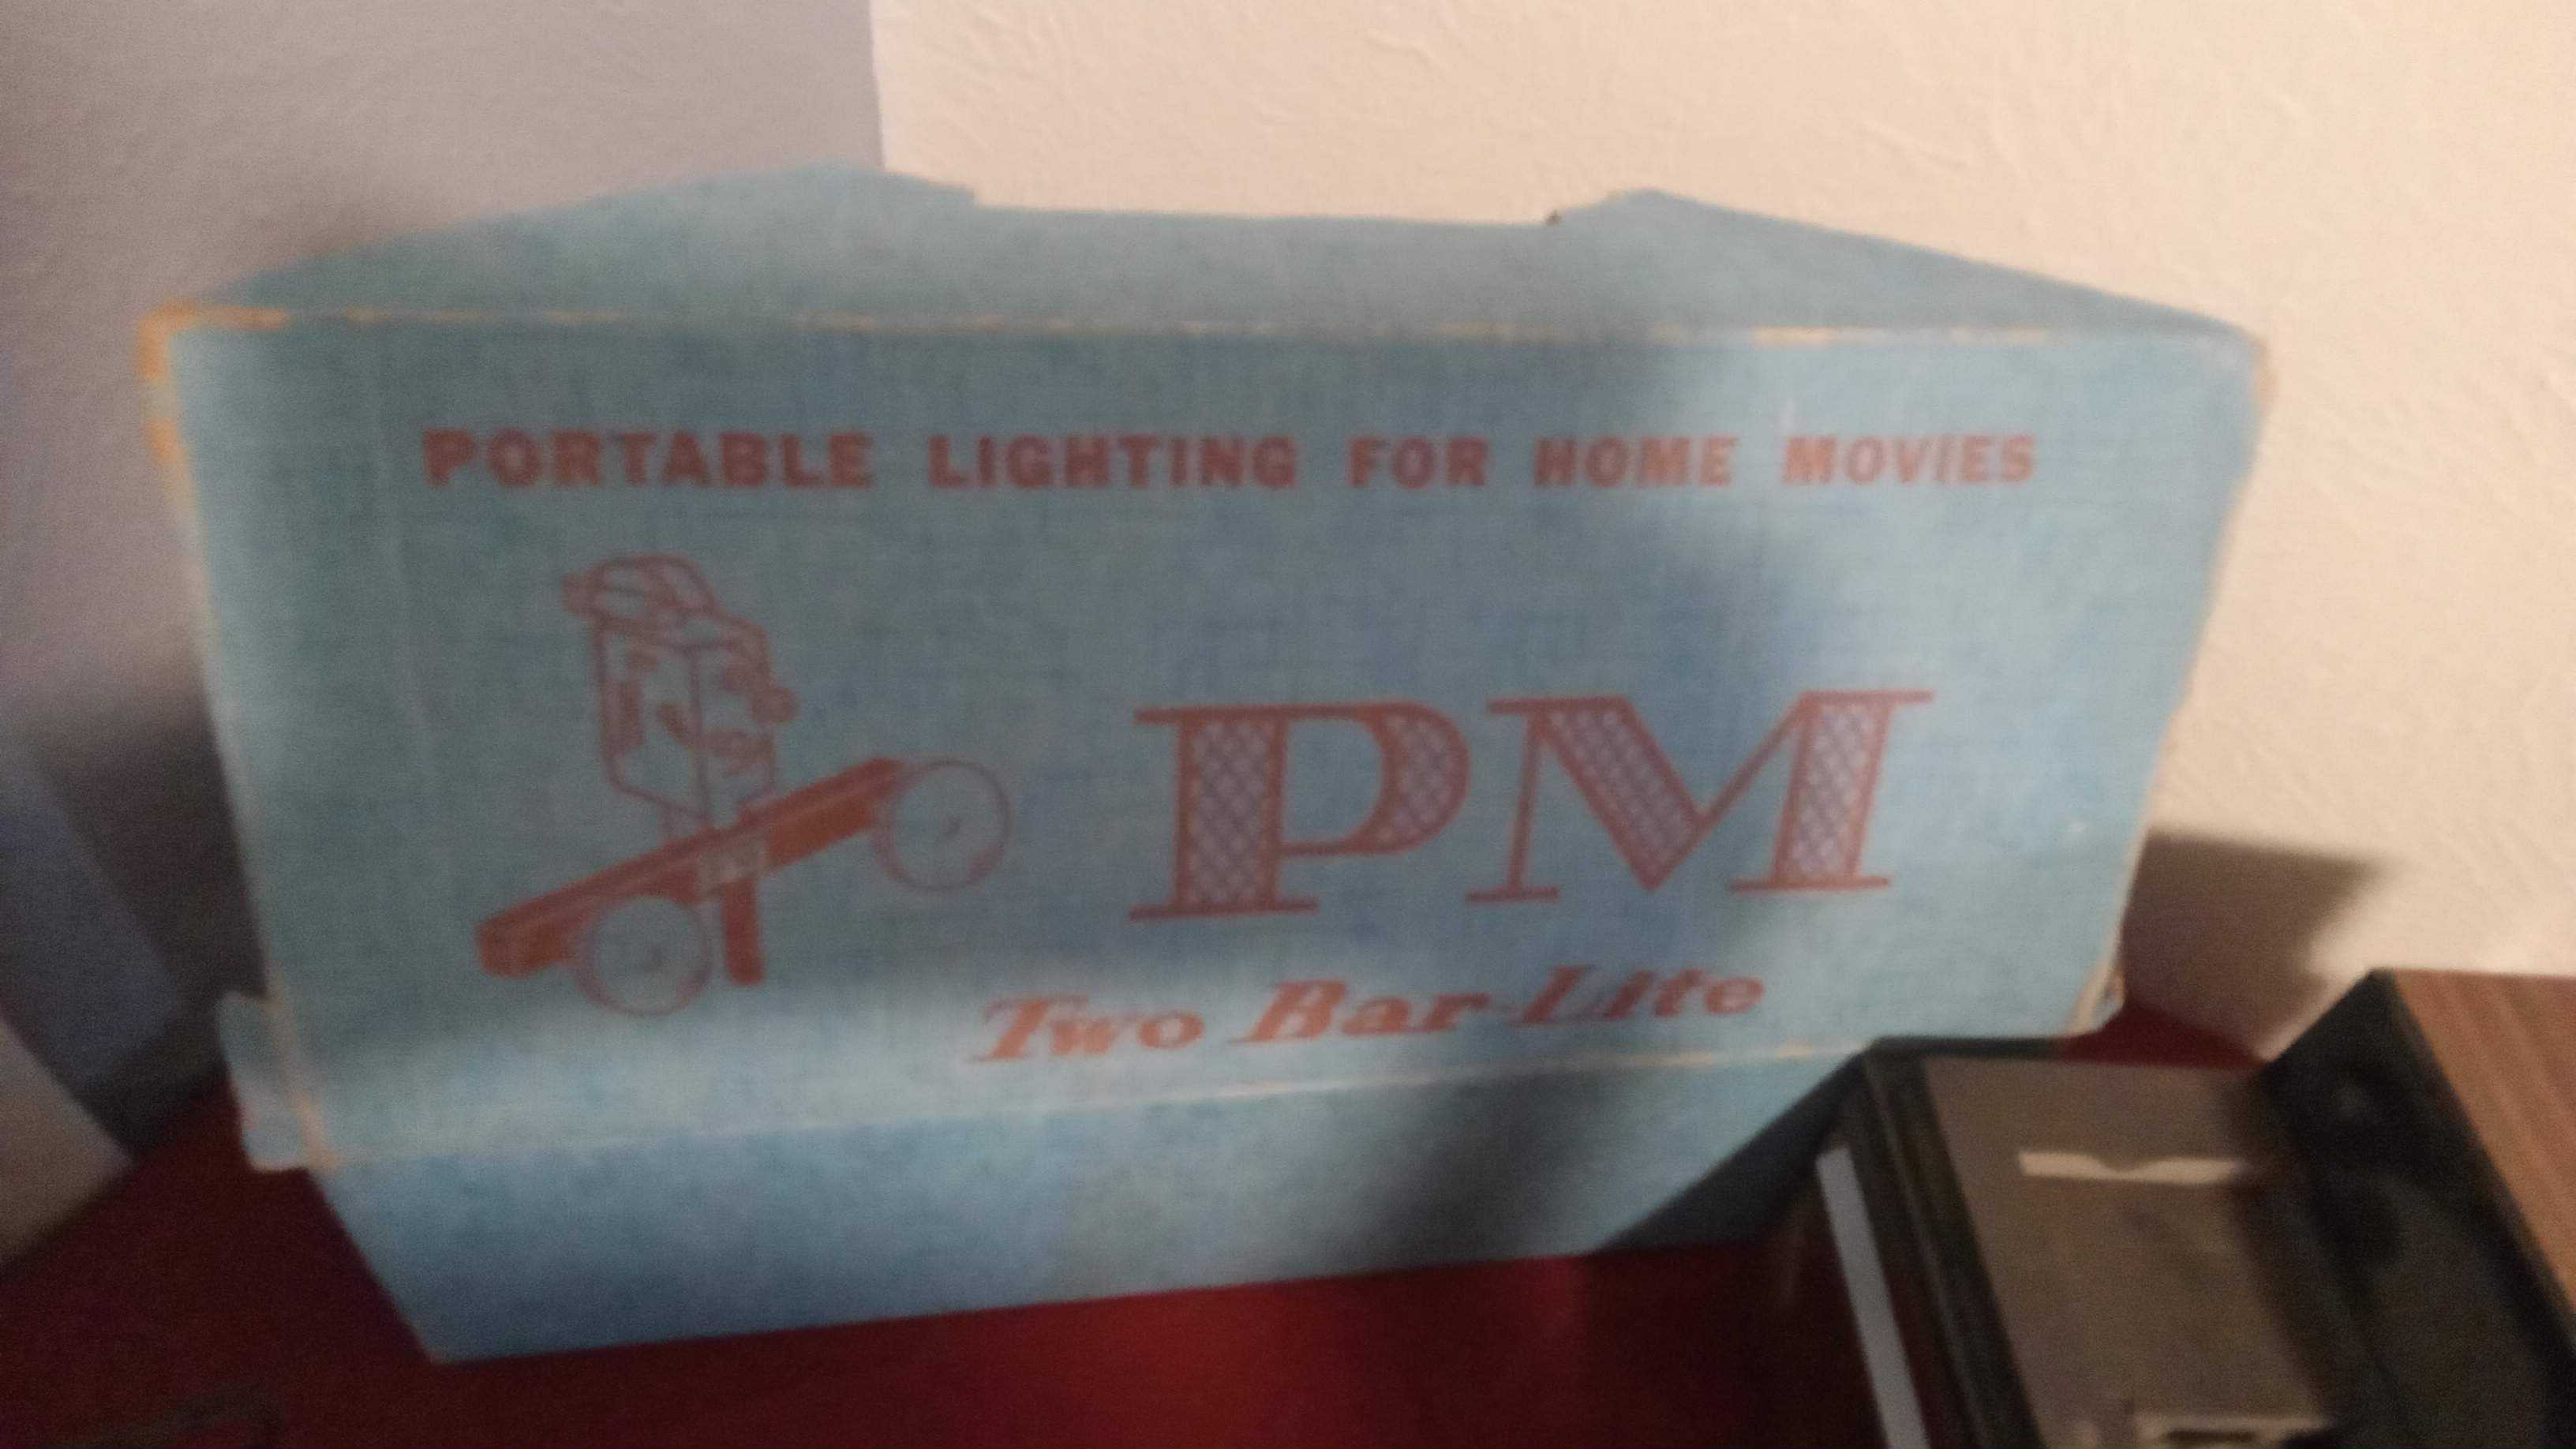 PORTABLE LIGHTING FOR HOME MOVIES
PM
Two Bar-Lite